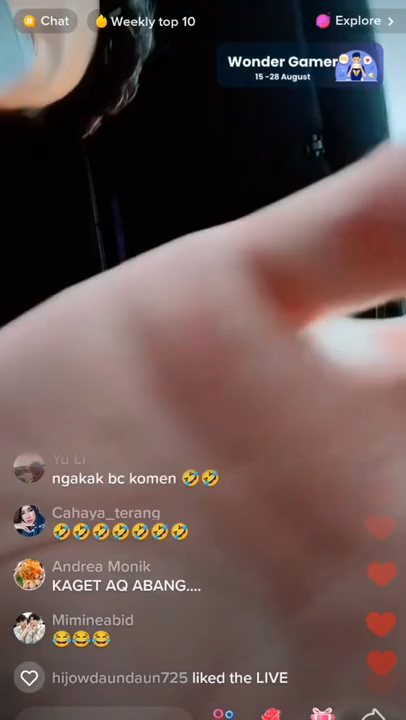 Chat
Weekly top 10
Explore
Wonder Gamer
15 -28 August
Yu Li
ngakak bc komen 🤣🤣
Cahaya_terang
🤣🤣🤣🤣🤣🤣🤣
Andrea Monik
KAGET AQ ABANG....
Mimineabid
😂😂😂
hijowdaundaun725 liked the LIVE